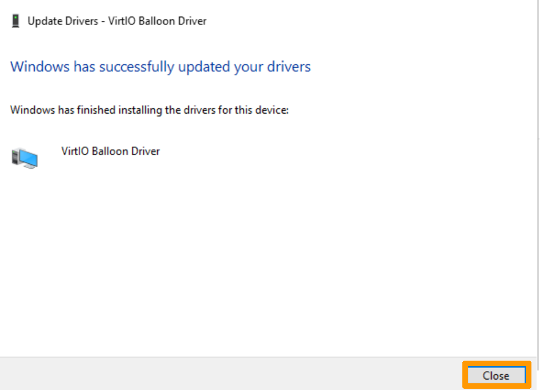 Update Drivers - VirtIO Balloon Driver
Windows has successfully updated your drivers
Windows has finished installing the drivers for this device:
VirtIO Balloon Driver
Close